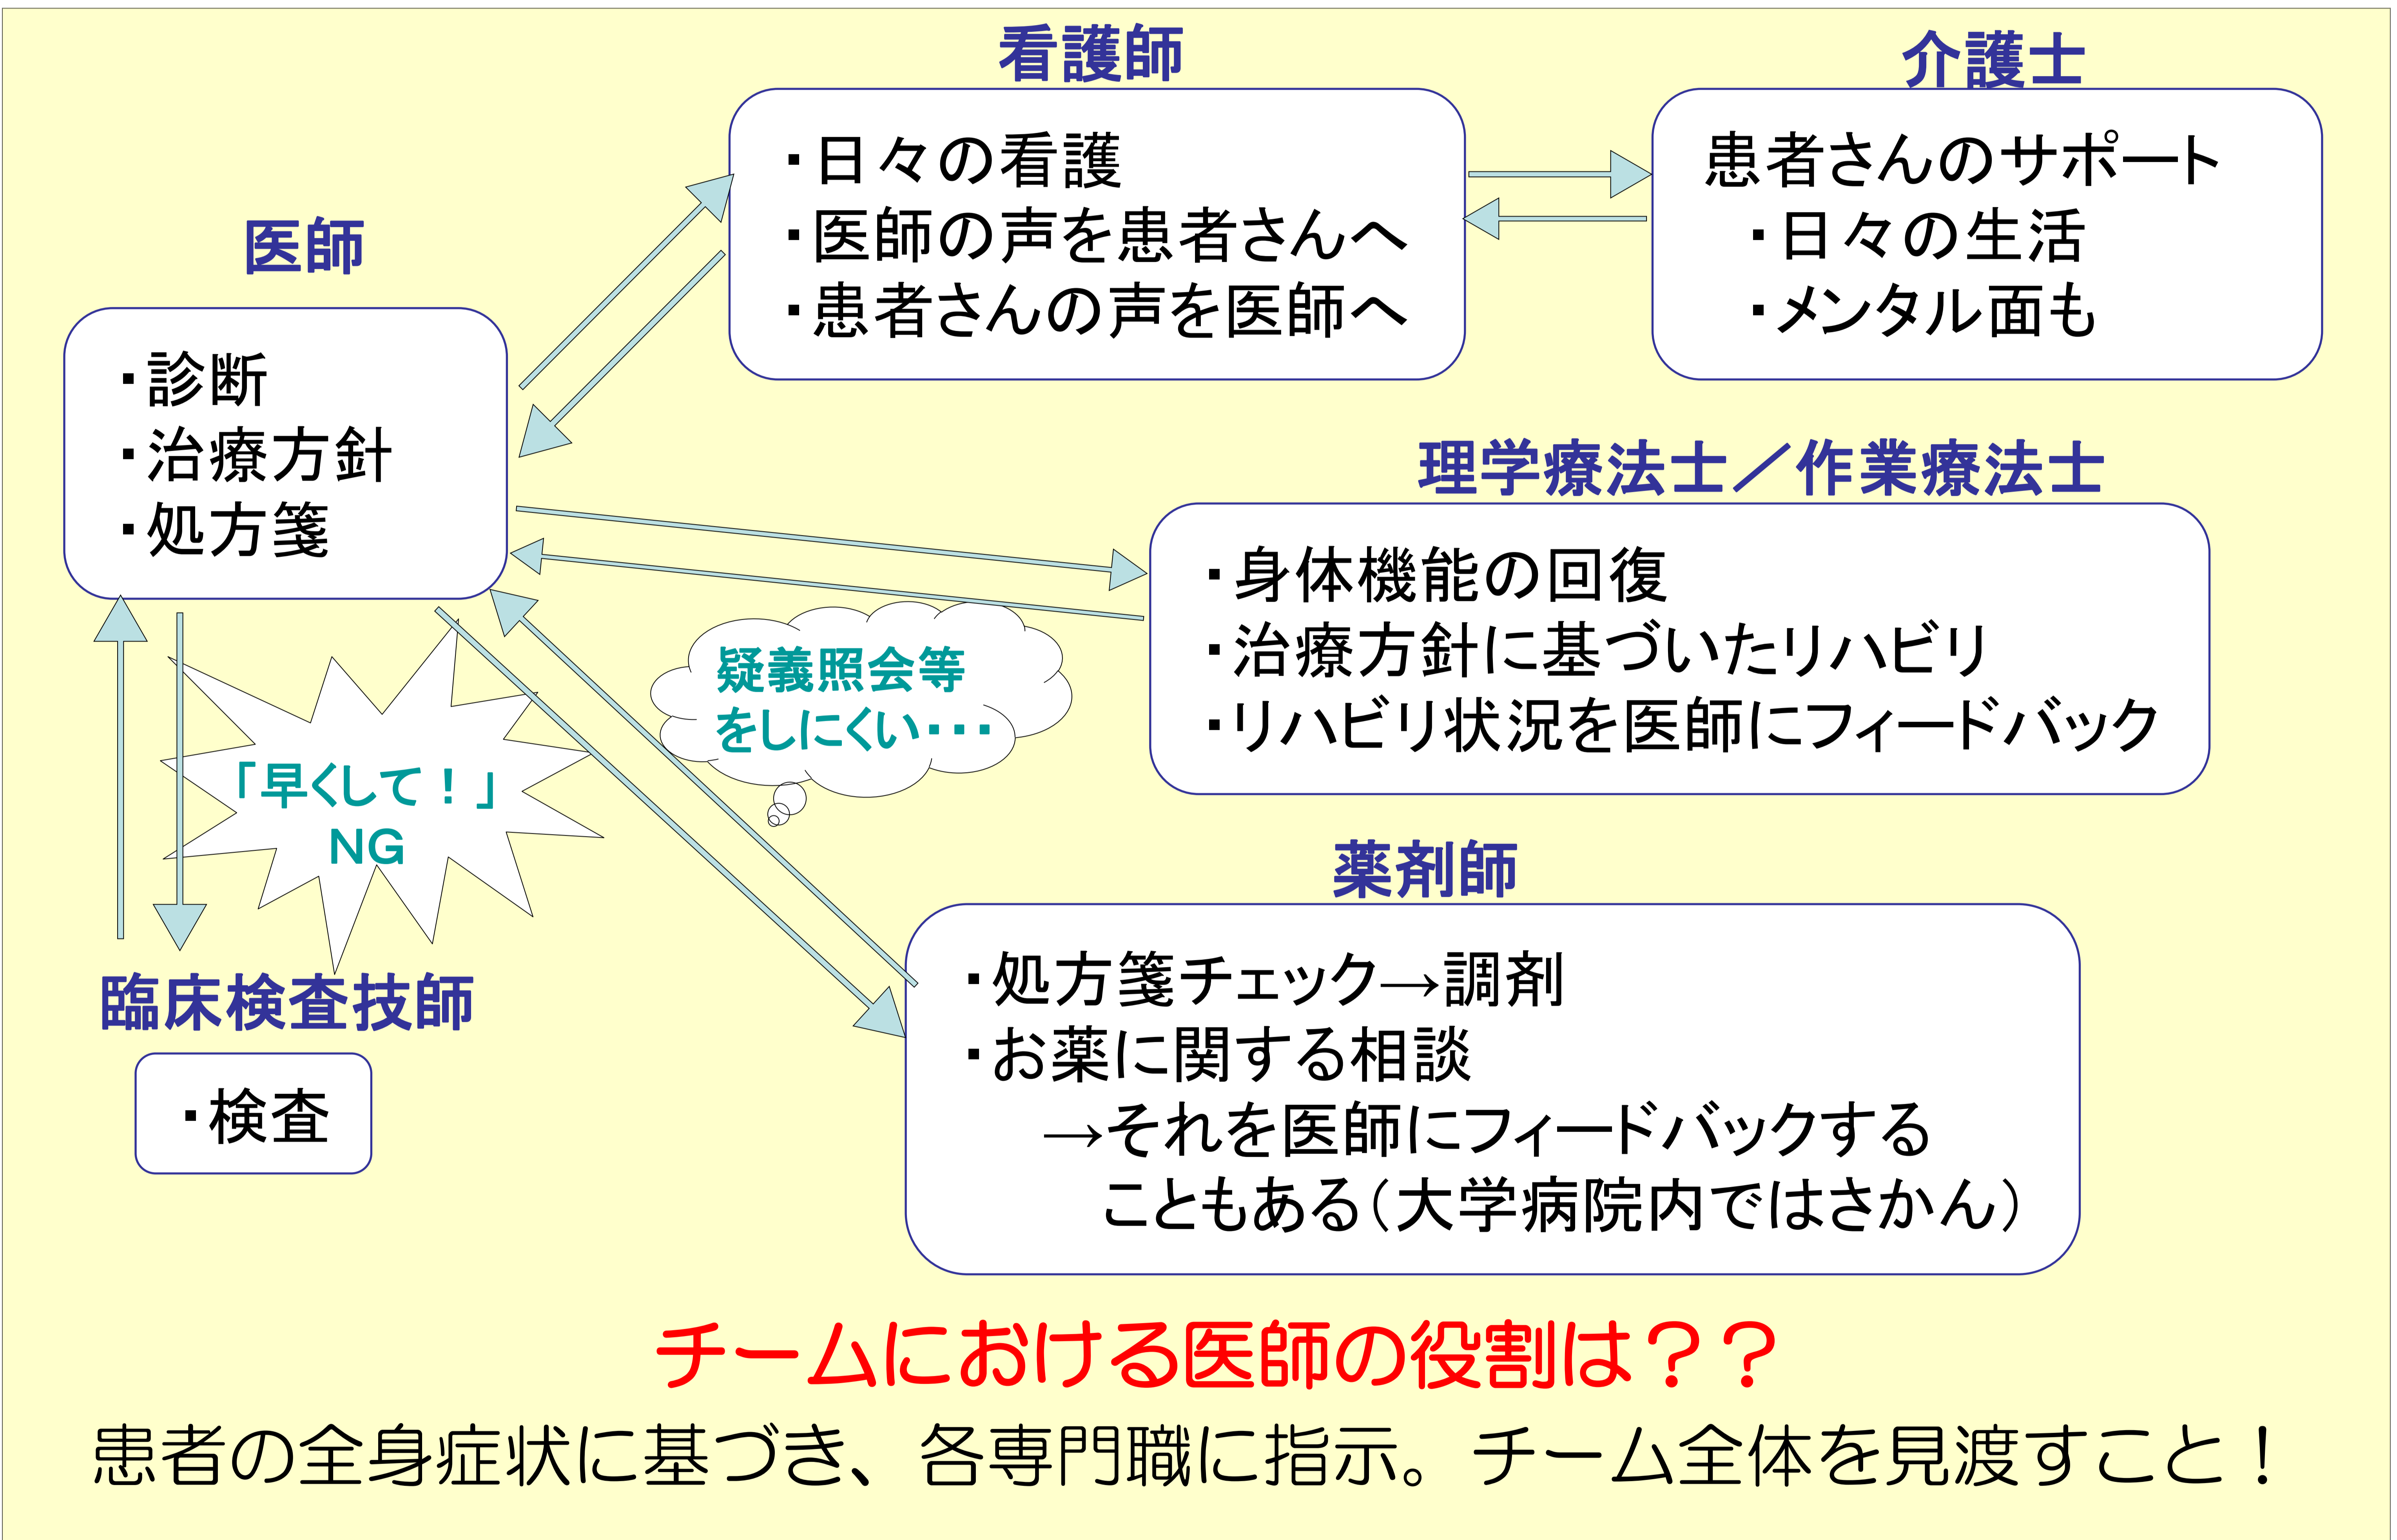 看護師
・日々の看護
・医師の声を患者さんへ
・患者さんの声を医師へ
介護士
患者さんのサポート
・日々の生活
・メンタル面も
医師
・診断
・治療方針
・処方箋
理学療法士／作業療法士
・身体機能の回復
・治療方針に基づいたリハビリ
・リハビリ状況を医師にフィードバック
疑義照会等
をしにくい・・・
「早くして！」
NG
薬剤師
・処方箋チェック→調剤
・お薬に関する相談
→それを医師にフィードバックする
こともある（大学病院内ではさかん）
臨床検査技師
・検査
チームにおける医師の役割は？？
患者の全身症状に基づき、各専門職に指示。チーム全体を見渡すこと！